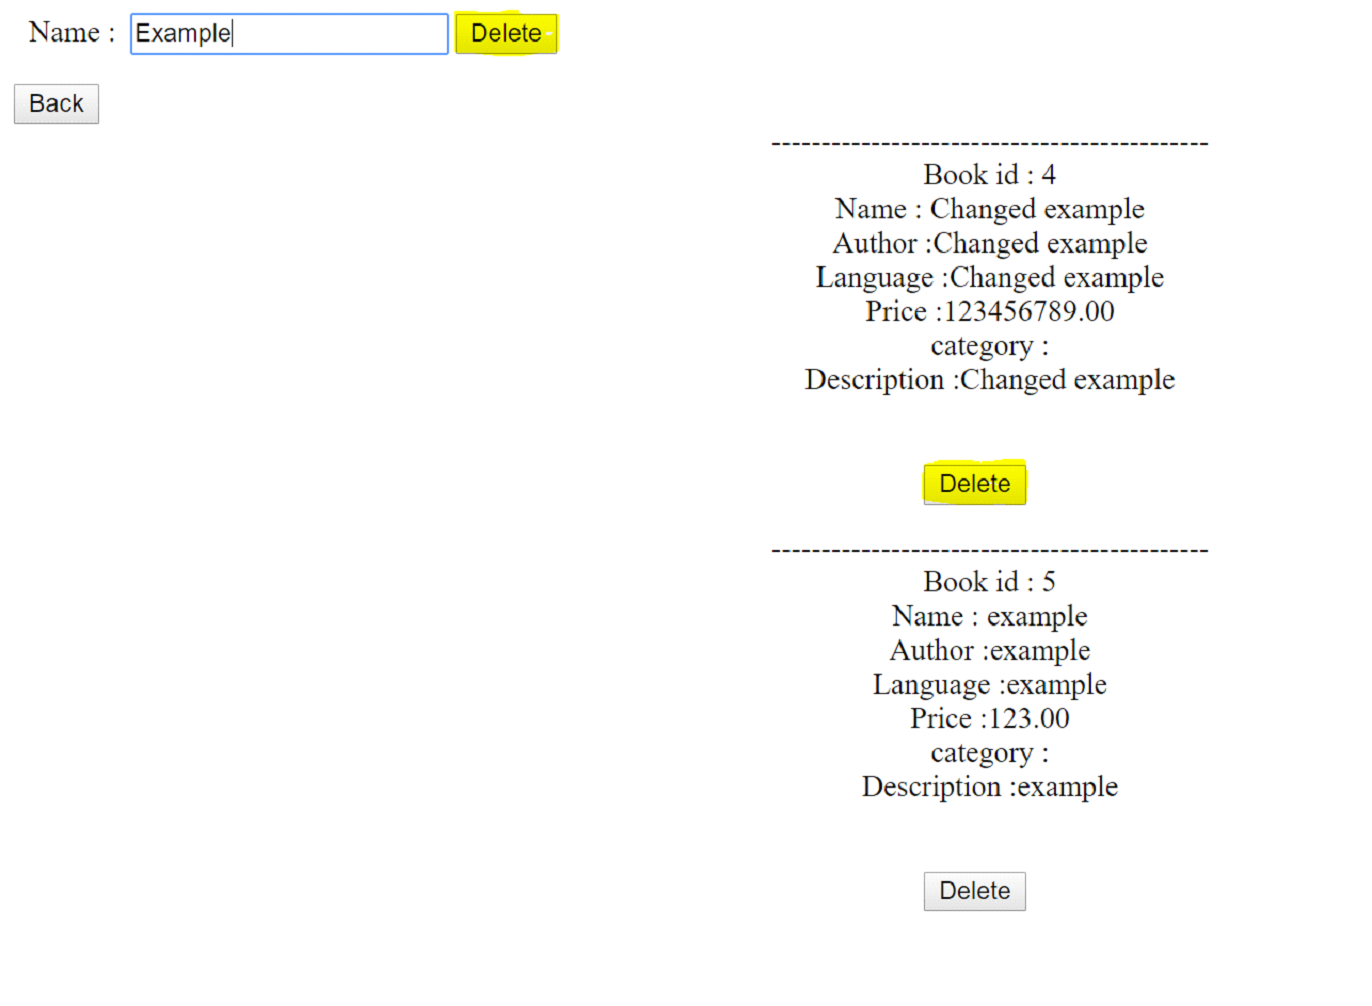 Name : Example Delete
Back
--------------------------------------------
Book id : 4
Name : Changed example
Author :Changed example
Language :Changed example
Price :123456789.00
category :
Description :Changed example
Delete
--------------------------------------------
Book id : 5
Name : example
Author :example
Language :example
Price :123.00
category :
Description :example
Delete